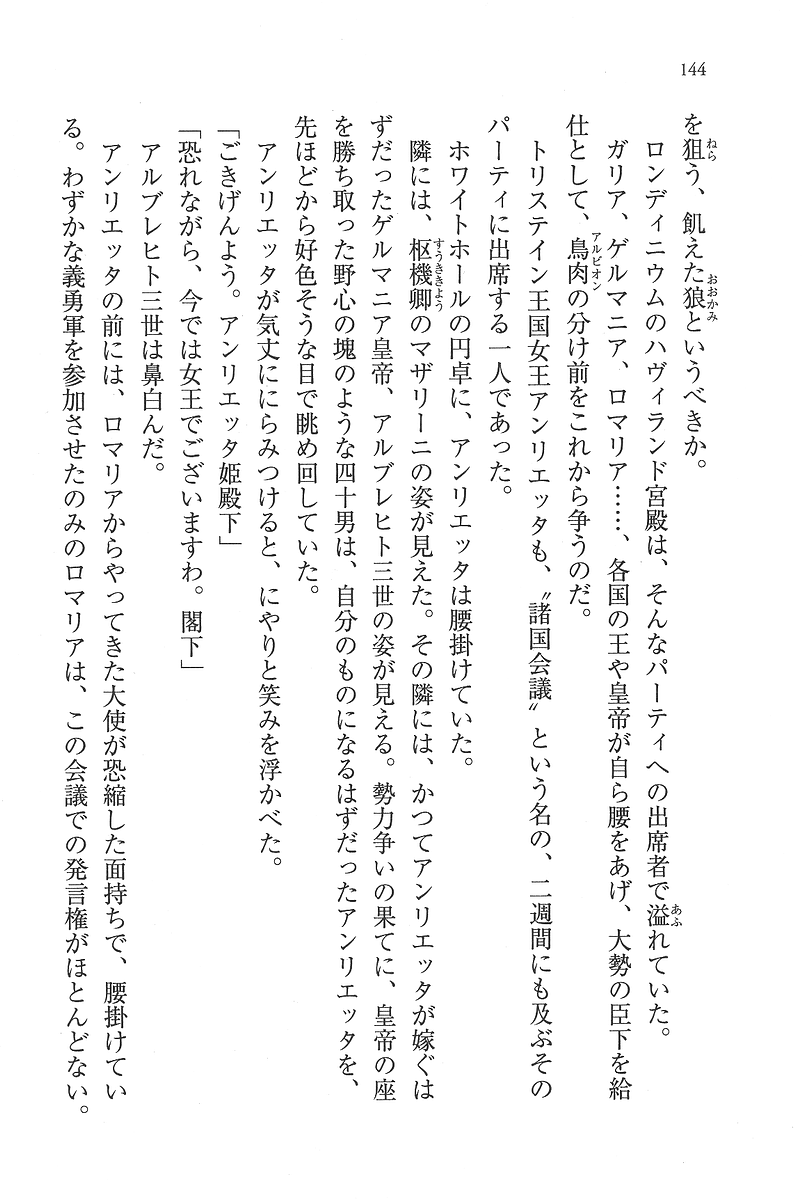 144
を狙う、飢えた狼というべきか。
ロンディニウムのハヴィランド宮殿は、そんなパーティへの出席者で溢れていた。
ガリア、ゲルマニア、ロマリア……、各国の王や皇帝が自ら腰をあげ、大勢の臣下を給
仕として、鳥肉の分け前をこれから争うのだ。
トリステイン王国女王アンリエッタも、〝諸国会議〟という名の、二週間にも及ぶその
パーティに出席する一人であった。
ホワイトホールの円卓に、アンリエッタは腰掛けていた。
隣には、枢機卿のマザリーニの姿が見えた。その隣には、かつてアンリエッタが嫁ぐは
ずだったゲルマニア皇帝、アルブレヒト三世の姿が見える。勢力争いの果てに、皇帝の座
を勝ち取った野心の塊のような四十男は、自分のものになるはずだったアンリエッタを、
先ほどから好色そうな目で眺め回していた。
アンリエッタが気丈ににらみつけると、にやりと笑みを浮かべた。
「ごきげんよう。アンリエッタ姫殿下」
「恐れながら、今では女王でございますわ。閣下」
アルブレヒト三世は鼻白んだ。
アンリエッタの前には、ロマリアからやってきた大使が恐縮した面持ちで、腰掛けてい
る。わずかな義勇軍を参加させたのみのロマリアは、この会議での発言権がほとんどない。